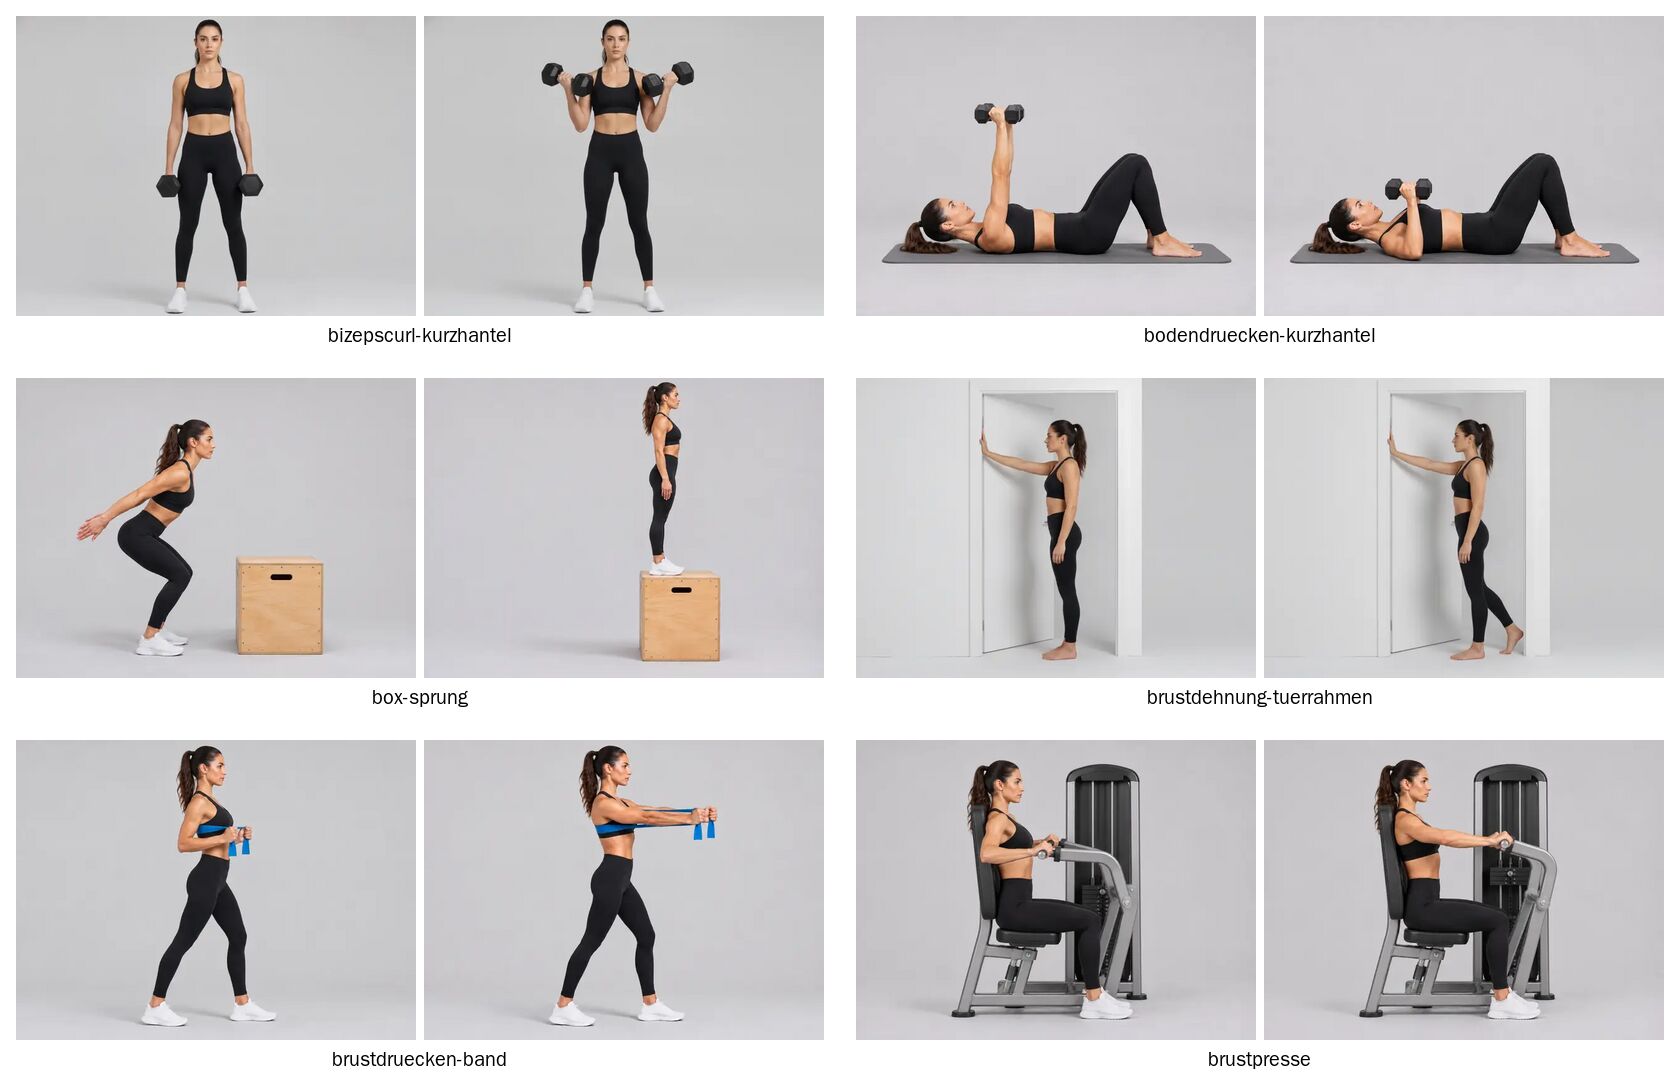 bizepscurl-kurzhantel
bodendruecken-kurzhantel
box-sprung
brustdehnung-tuerrahmen
brustdruecken-band
brustpresse